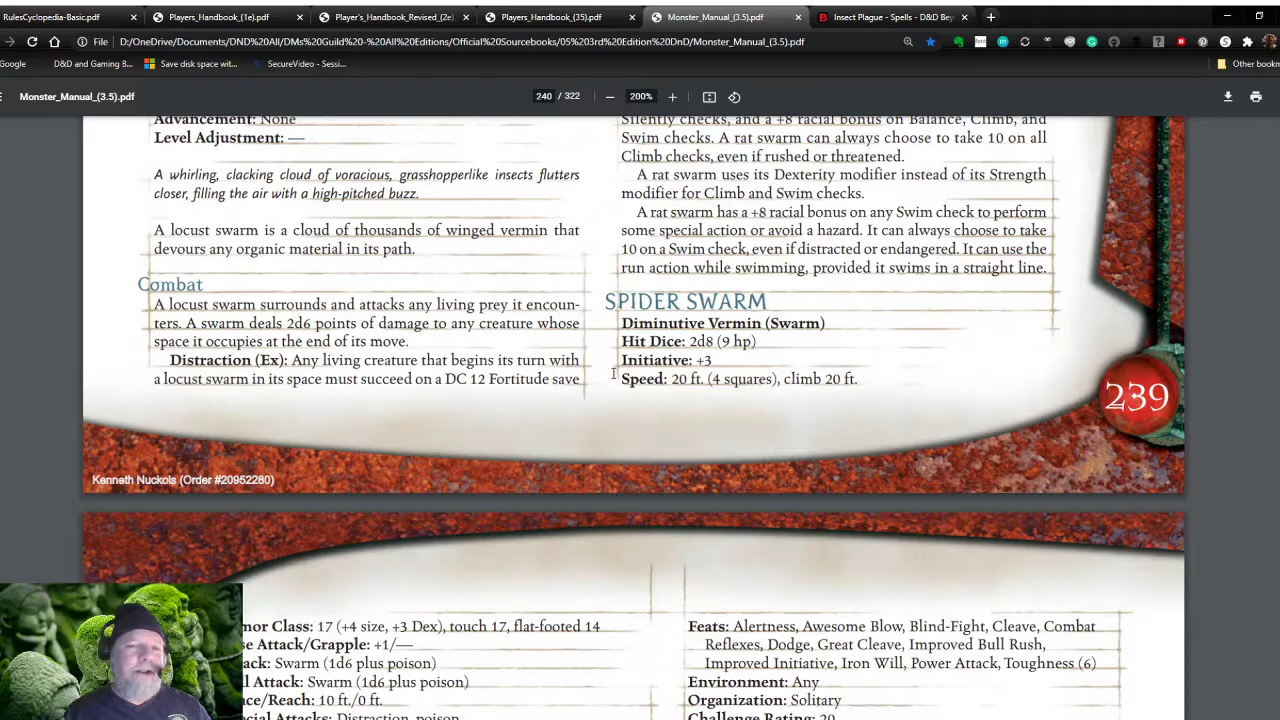 RulesCyclopedia-Basic.pdf
Players_Handbook_(1e).pdf
Player's_Handbook_Revised_(2e)
Players_Handbook_(35).pdf
Monster_Manual_(3.5).pdf
Insect Plague - Spells - D&D Bey
File D:/OneDrive/Documents/DND%20All/DMs%20Guild%20-%20All%20Editions/Official%20Sourcebooks/05%203rd%20Edition%20DnD/Monster_Manual_(3.5).pdf
Google
D&D and Gaming B...
Save disk space wit...
SecureVideo - Sessi...
Other bookm
Monster_Manual_(3.5).pdf
240 / 322
200%
Advancement: None
Level Adjustment: —
A whirling, clacking cloud of voracious, grasshopperlike insects flutters
closer, filling the air with a high-pitched buzz.
A locust swarm is a cloud of thousands of winged vermin that
devours any organic material in its path.
Combat
A locust swarm surrounds and attacks any living prey it encoun-
ters. A swarm deals 2d6 points of damage to any creature whose
space it occupies at the end of its move.
Distraction (Ex): Any living creature that begins its turn with
a locust swarm in its space must succeed on a DC 12 Fortitude save
Silently checks, and a +8 racial bonus on Balance, Climb, and
Swim checks. A rat swarm can always choose to take 10 on all
Climb checks, even if rushed or threatened.
A rat swarm uses its Dexterity modifier instead of its Strength
modifier for Climb and Swim checks.
A rat swarm has a +8 racial bonus on any Swim check to perform
some special action or avoid a hazard. It can always choose to take
10 on a Swim check, even if distracted or endangered. It can use the
run action while swimming, provided it swims in a straight line.
SPIDER SWARM
Diminutive Vermin (Swarm)
Hit Dice: 2d8 (9 hp)
Initiative: +3
Speed: 20 ft. (4 squares), climb 20 ft.
239
Kenneth Nuckols (Order #20952280)
mor Class: 17 (+4 size, +3 Dex), touch 17, flat-footed 14
se Attack/Grapple: +1/—
ack: Swarm (1d6 plus poison)
l Attack: Swarm (1d6 plus poison)
ace/Reach: 10 ft./0 ft.
cial Attacks: Distraction, poison
Feats: Alertness, Awesome Blow, Blind-Fight, Cleave, Combat
Reflexes, Dodge, Great Cleave, Improved Bull Rush,
Improved Initiative, Iron Will, Power Attack, Toughness (6)
Environment: Any
Organization: Solitary
Challenge Rating: 20